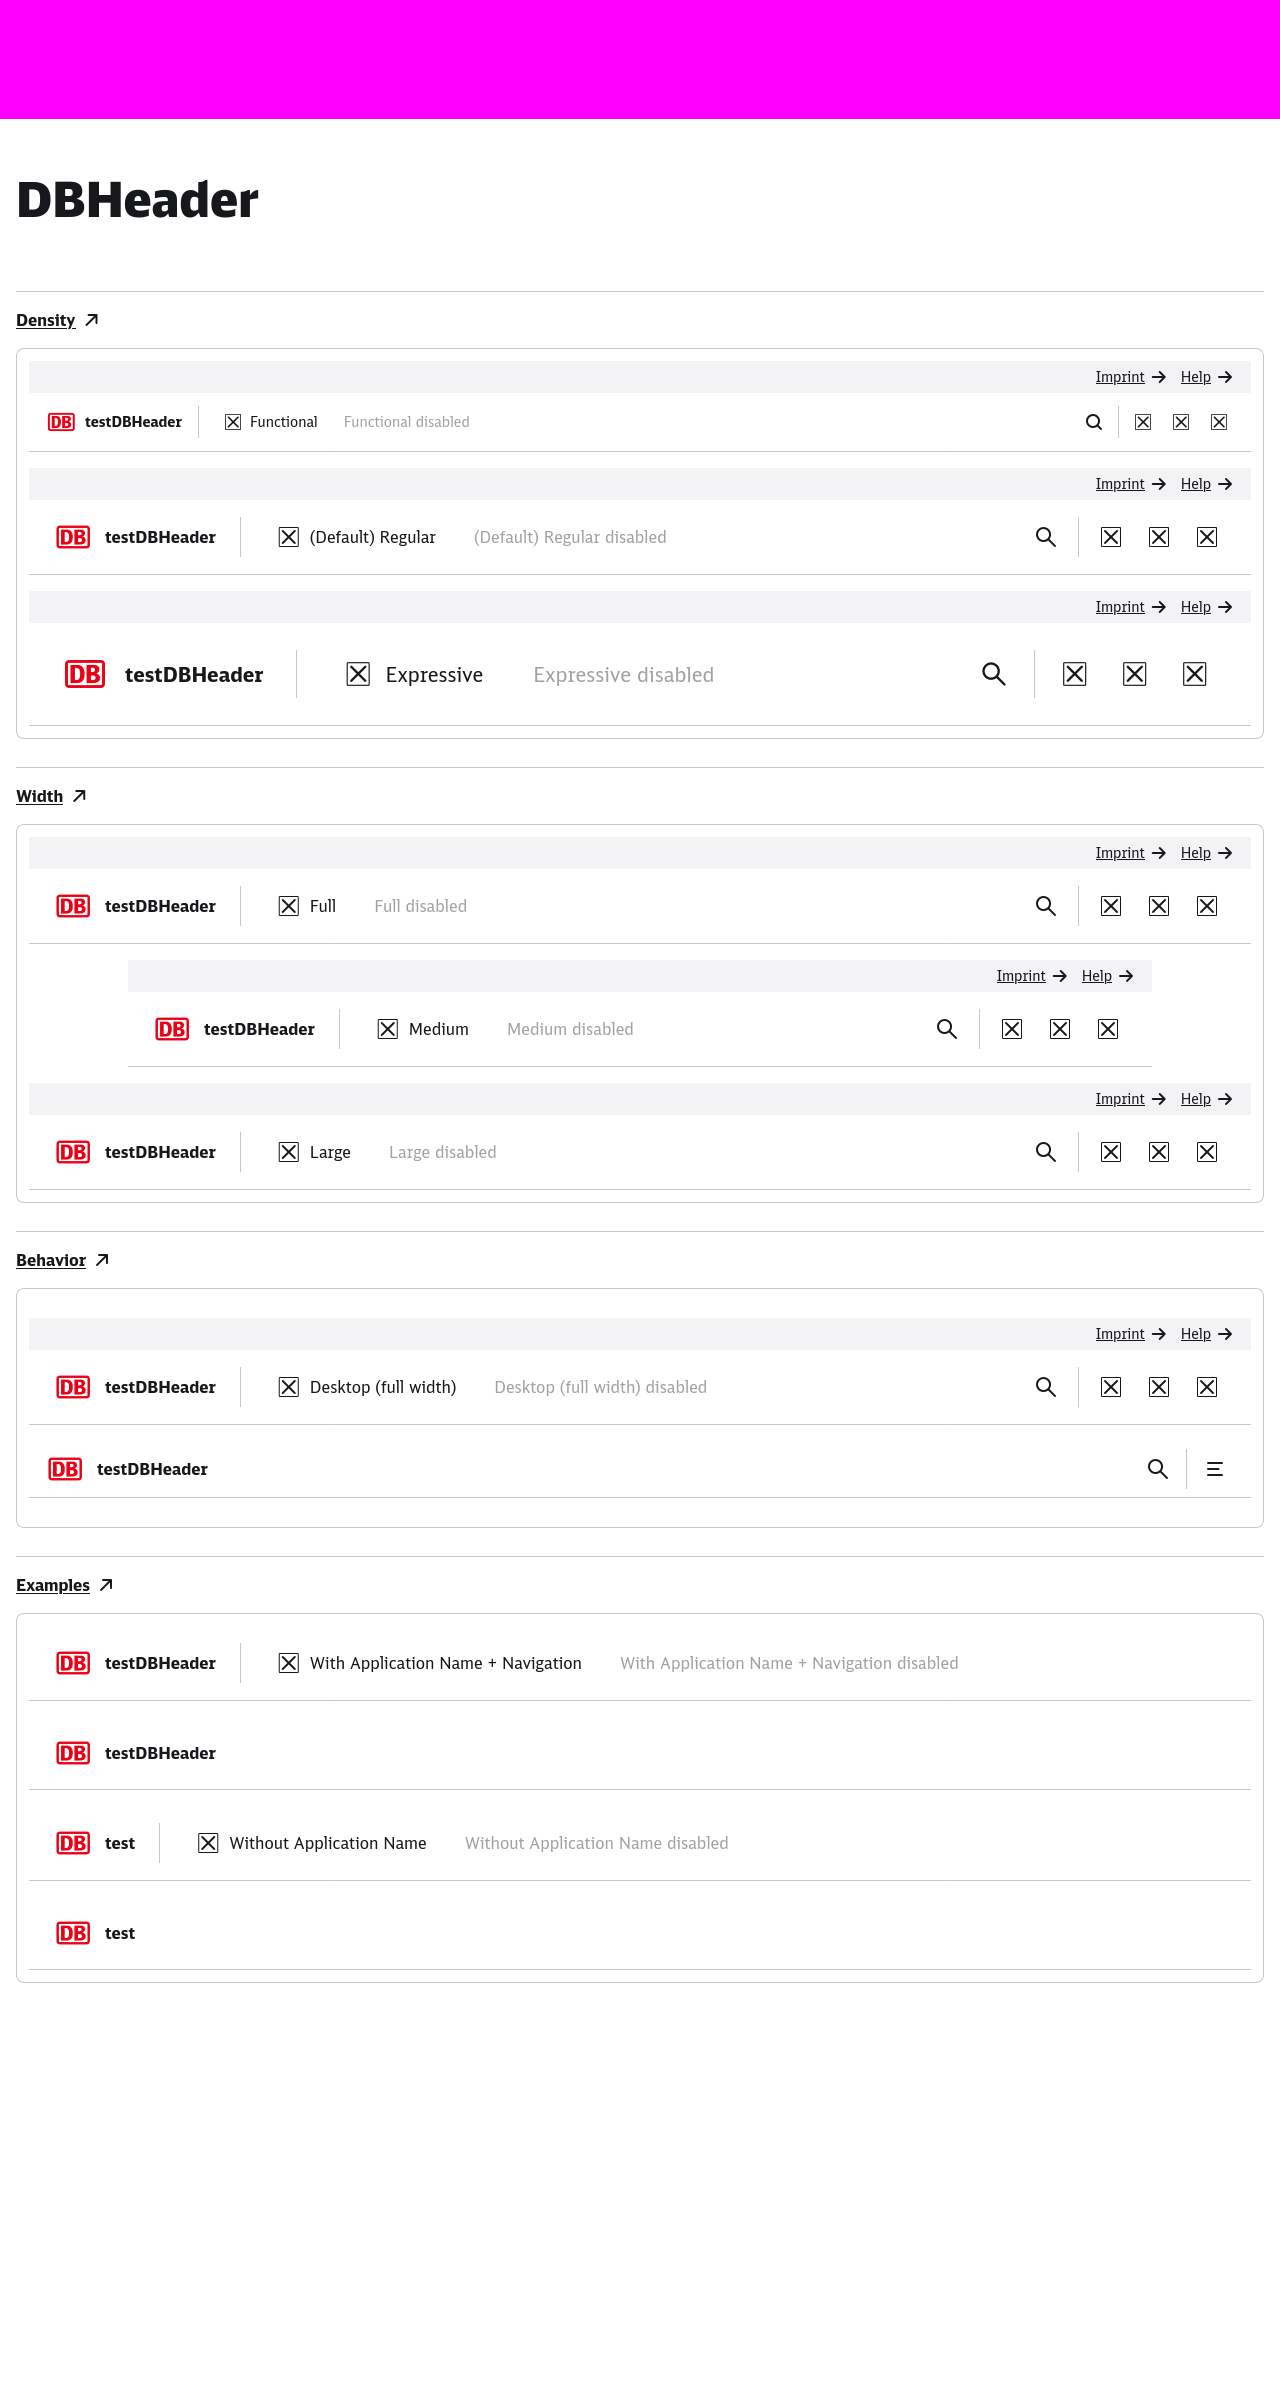 DBHeader
Density
Imprint Help
DB testDBHeader Functional Functional disabled
Imprint Help
DB testDBHeader (Default) Regular (Default) Regular disabled
Imprint Help
DB testDBHeader Expressive Expressive disabled
Width
Imprint Help
DB testDBHeader Full Full disabled
Imprint Help
DB testDBHeader Medium Medium disabled
Imprint Help
DB testDBHeader Large Large disabled
Behavior
Imprint Help
DB testDBHeader Desktop (full width) Desktop (full width) disabled
DB testDBHeader
Examples
DB testDBHeader With Application Name + Navigation With Application Name + Navigation disabled
DB testDBHeader
DB test Without Application Name Without Application Name disabled
DB test